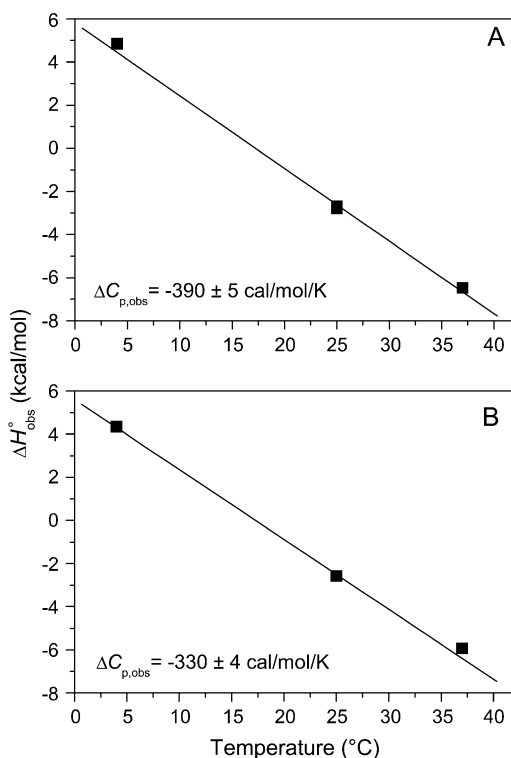 A
6
4
2
0
-2
-4
-6
-8
ΔCp,obs = -390 ± 5 cal/mol/K
0 5 10 15 20 25 30 35 40
ΔH°obs (kcal/mol)
B
6
4
2
0
-2
-4
-6
-8
ΔCp,obs = -330 ± 4 cal/mol/K
0 5 10 15 20 25 30 35 40
Temperature (°C)